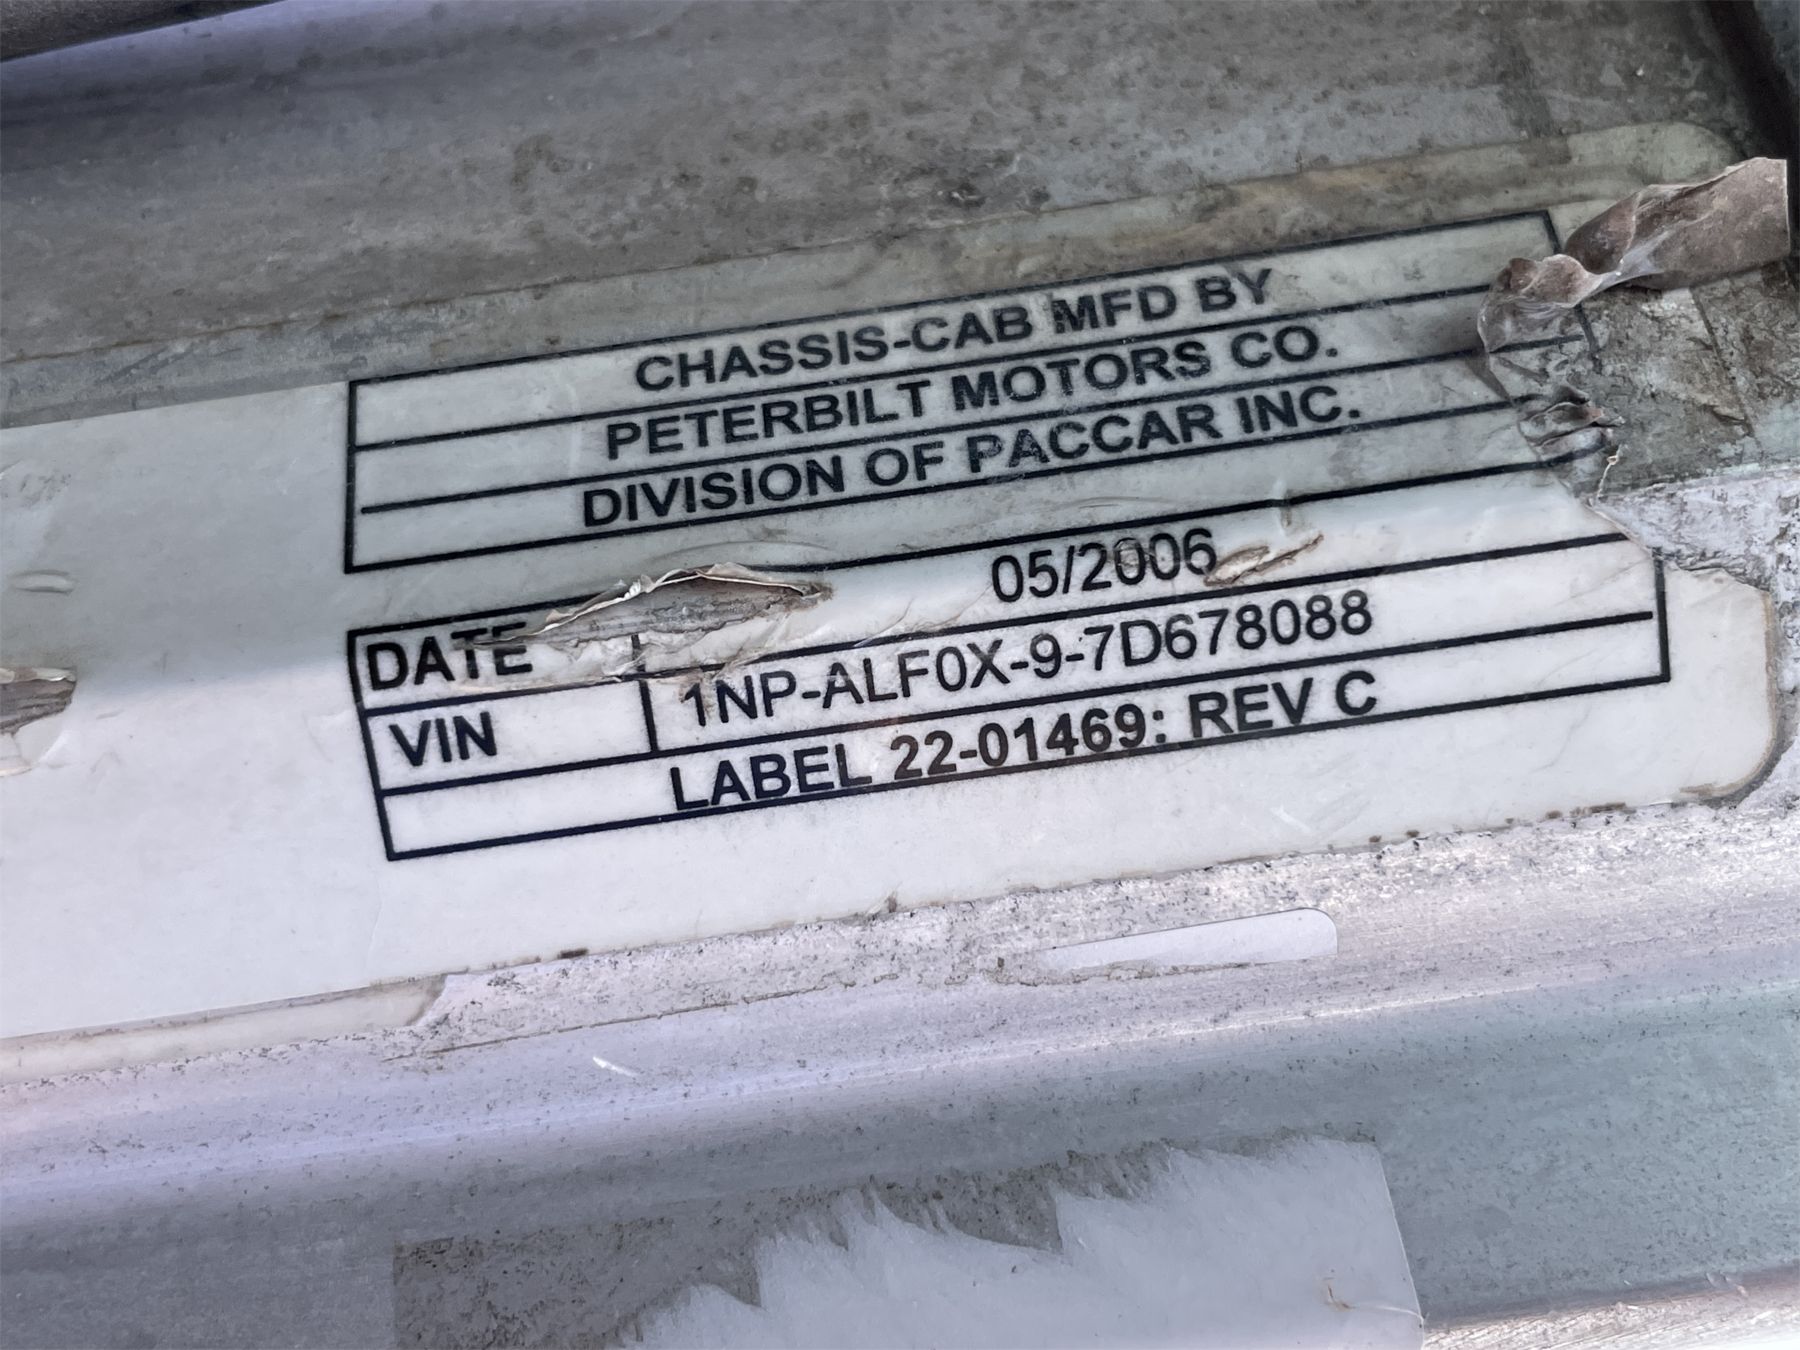 CHASSIS-CAB MFD BY
PETERBILT MOTORS CO.
DIVISION OF PACCAR INC.
DATE 05/2006
VIN 1NP-ALF0X-9-7D678088
LABEL 22-01469: REV C